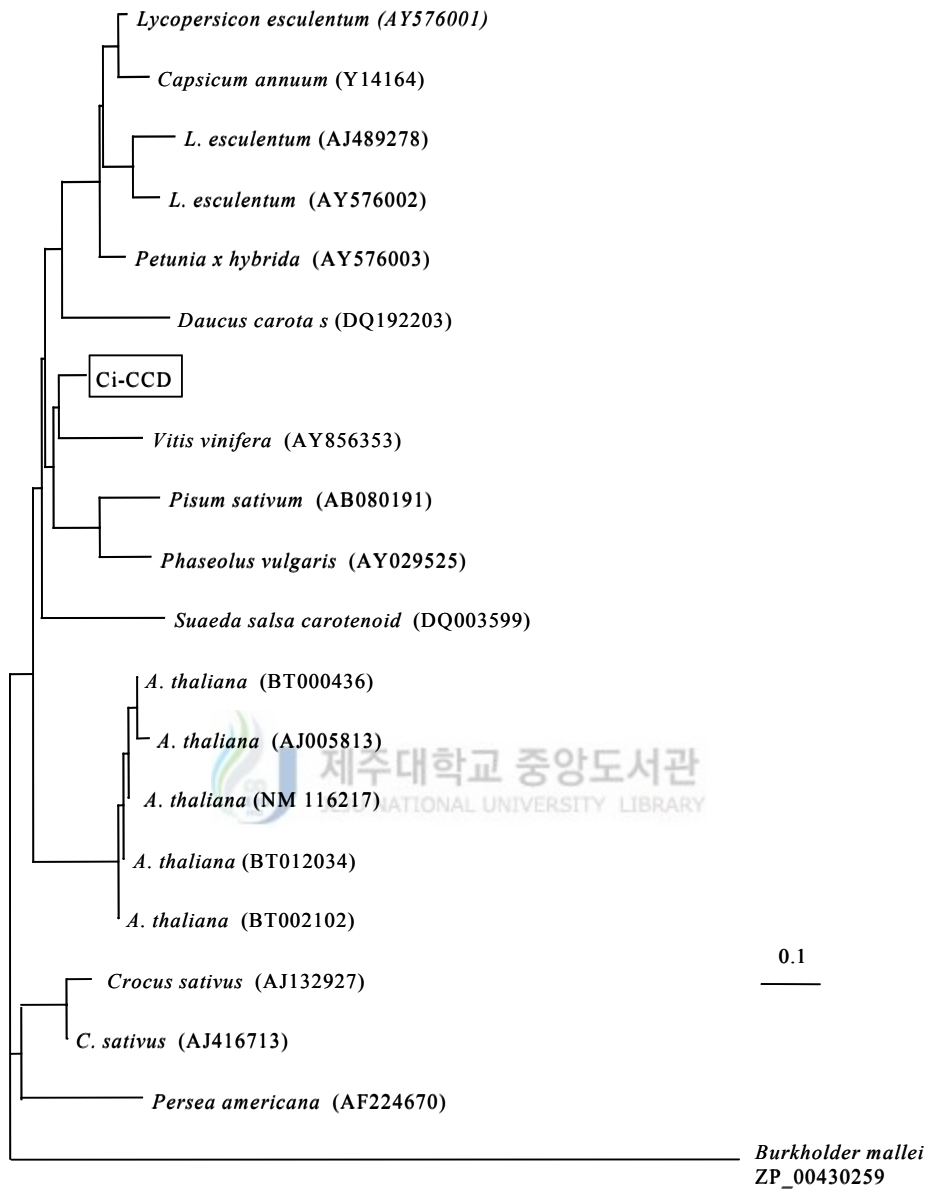 Lycopersicon esculentum (AY576001)
Capsicum annuum (Y14164)
L. esculentum (AJ489278)
L. esculentum (AY576002)
Petunia x hybrida (AY576003)
Daucus carota s (DQ192203)
Ci-CCD
Vitis vinifera (AY856353)
Pisum sativum (AB080191)
Phaseolus vulgaris (AY029525)
Suaeda salsa carotenoid (DQ003599)
A. thaliana (BT000436)
A. thaliana (AJ005813)
제주대학교 중앙도서관
A. thaliana (NM 116217)
NATIONAL UNIVERSITY LIBRARY
A. thaliana (BT012034)
A. thaliana (BT002102)
0.1
Crocus sativus (AJ132927)
C. sativus (AJ416713)
Persea americana (AF224670)
Burkholder mallei
ZP_00430259